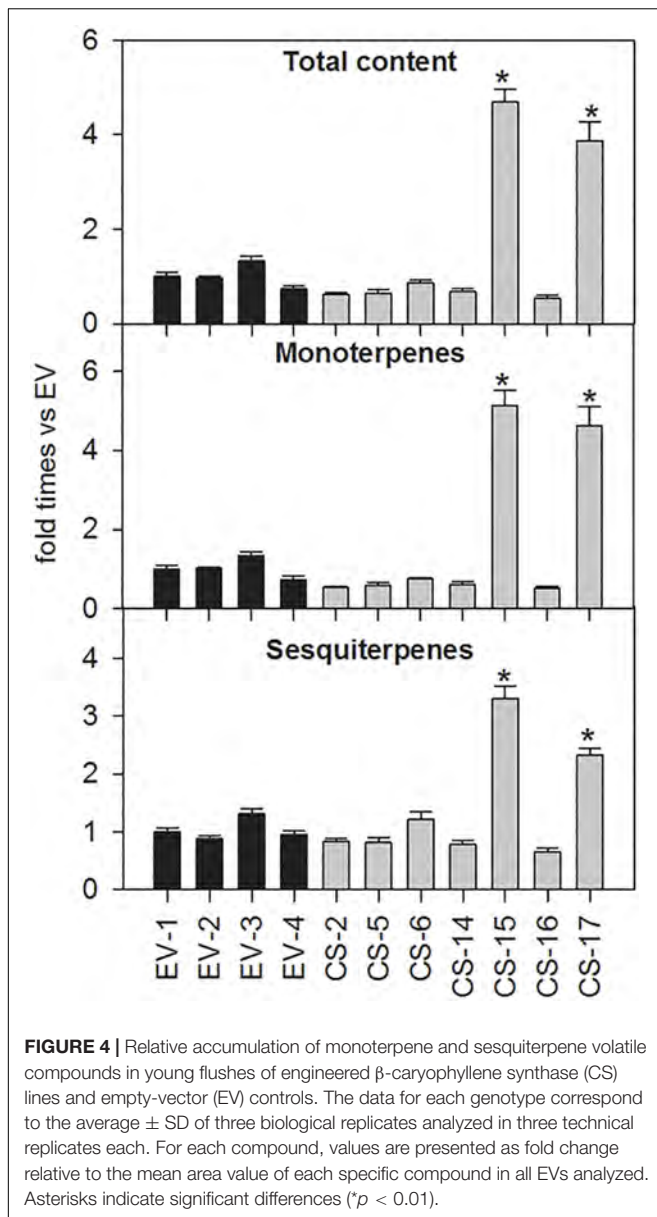 Total content
6
4
2
0
* *
Monoterpenes
6
4
2
0
* *
Sesquiterpenes
4
3
2
1
0
* *
fold times vs EV
EV-1
EV-2
EV-3
EV-4
CS-2
CS-5
CS-6
CS-14
CS-15
CS-16
CS-17
FIGURE 4 | Relative accumulation of monoterpene and sesquiterpene volatile
compounds in young flushes of engineered β-caryophyllene synthase (CS)
lines and empty-vector (EV) controls. The data for each genotype correspond
to the average ± SD of three biological replicates analyzed in three technical
replicates each. For each compound, values are presented as fold change
relative to the mean area value of each specific compound in all EVs analyzed.
Asterisks indicate significant differences (*p < 0.01).